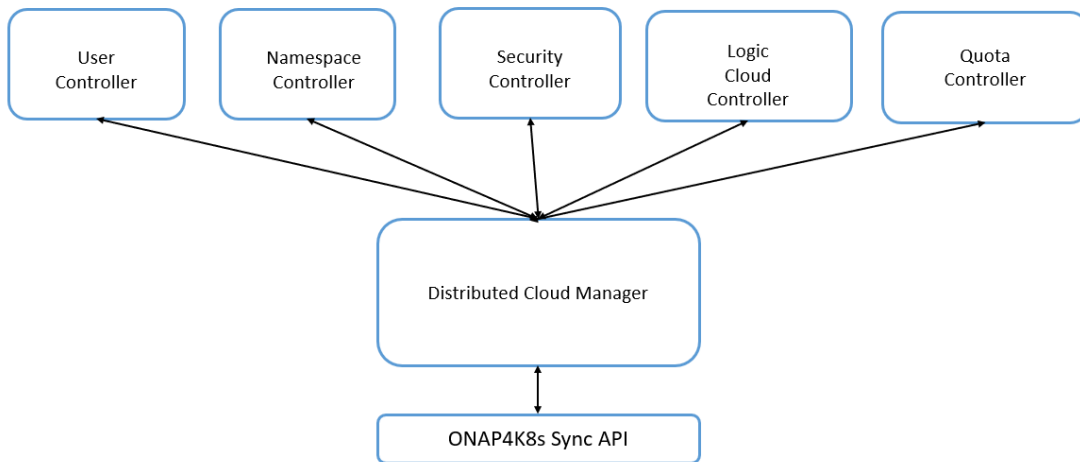 User
Controller
Namespace
Controller
Security
Controller
Logic
Cloud
Controller
Quota
Controller
Distributed Cloud Manager
ONAP4K8s Sync API